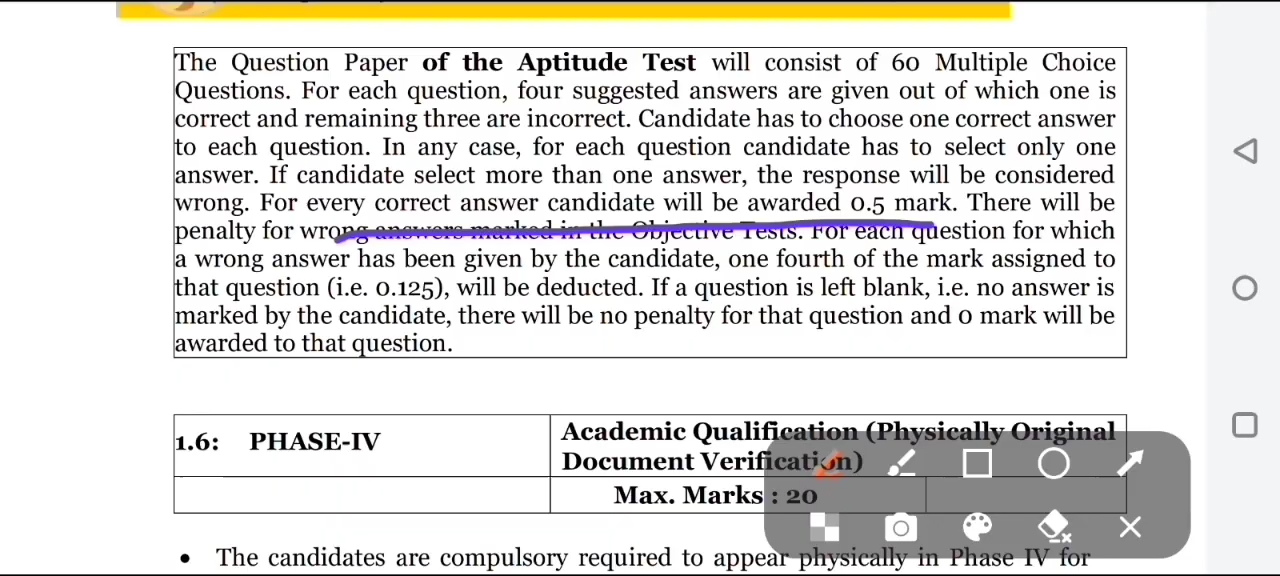 The Question Paper of the Aptitude Test will consist of 60 Multiple Choice
Questions. For each question, four suggested answers are given out of which one is
correct and remaining three are incorrect. Candidate has to choose one correct answer
to each question. In any case, for each question candidate has to select only one
answer. If candidate select more than one answer, the response will be considered
wrong. For every correct answer candidate will be awarded 0.5 mark. There will be
penalty for wrong answers marked in the Objective Tests. For each question for which
a wrong answer has been given by the candidate, one fourth of the mark assigned to
that question (i.e. 0.125), will be deducted. If a question is left blank, i.e. no answer is
marked by the candidate, there will be no penalty for that question and 0 mark will be
awarded to that question.
1.6: PHASE-IV
Academic Qualification (Physically Original
Document Verification)
Max. Marks : 20
• The candidates are compulsory required to appear physically in Phase IV for